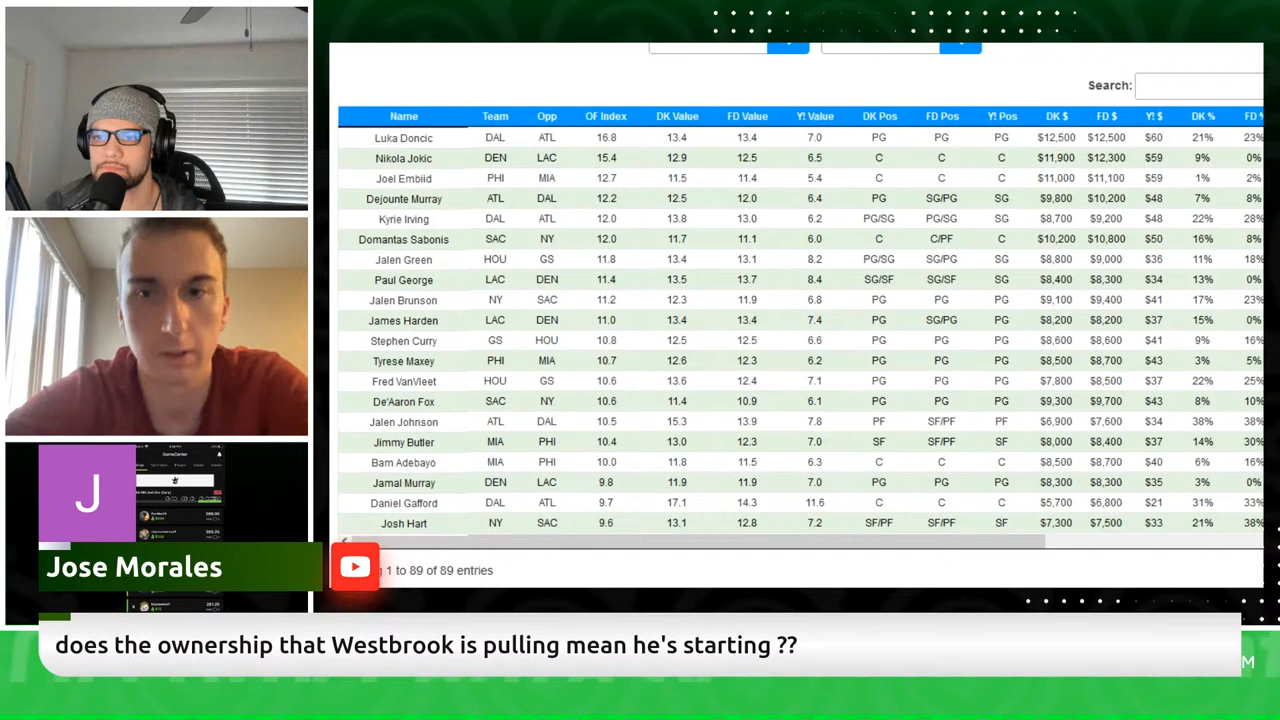 Search:
Name Team Opp OF Index DK Value FD Value Y! Value DK Pos FD Pos Y! Pos DK $ FD $ Y! $ DK % FD %
Luka Doncic DAL ATL 16.8 13.4 13.4 7.0 PG PG PG $12,500 $12,500 $60 21% 23%
Nikola Jokic DEN LAC 15.4 12.9 12.5 6.5 C C C $11,900 $12,300 $59 9% 0%
Joel Embiid PHI MIA 12.7 11.5 11.4 5.4 C C C $11,000 $11,100 $59 1% 2%
Dejounte Murray ATL DAL 12.2 12.5 12.0 6.4 PG SG/PG SG $9,800 $10,200 $48 7% 8%
Kyrie Irving DAL ATL 12.0 13.8 13.0 6.2 PG/SG PG/SG SG $8,700 $9,200 $48 22% 28%
Domantas Sabonis SAC NY 12.0 11.7 11.1 6.0 C C/PF C $10,200 $10,800 $50 16% 8%
Jalen Green HOU GS 11.8 13.4 13.1 8.2 PG/SG SG/PG SG $8,800 $9,000 $36 11% 18%
Paul George LAC DEN 11.4 13.5 13.7 8.4 SG/SF SG/SF SG $8,400 $8,300 $34 13% 0%
Jalen Brunson NY SAC 11.2 12.3 11.9 6.8 PG PG PG $9,100 $9,400 $41 17% 23%
James Harden LAC DEN 11.0 13.4 13.4 7.4 PG SG/PG PG $8,200 $8,200 $37 15% 0%
Stephen Curry GS HOU 10.8 12.5 12.5 6.6 PG PG PG $8,600 $8,600 $41 9% 16%
Tyrese Maxey PHI MIA 10.7 12.6 12.3 6.2 PG PG PG $8,500 $8,700 $43 3% 5%
Fred VanVleet HOU GS 10.6 13.6 12.4 7.1 PG PG PG $7,800 $8,500 $37 22% 25%
De'Aaron Fox SAC NY 10.6 11.4 10.9 6.1 PG PG PG $9,300 $9,700 $43 8% 10%
Jalen Johnson ATL DAL 10.5 15.3 13.9 7.8 PF SF/PF PF $6,900 $7,600 $34 38% 38%
Jimmy Butler MIA PHI 10.4 13.0 12.3 7.0 SF SF/PF SF $8,000 $8,400 $37 14% 30%
Bam Adebayo MIA PHI 10.0 11.8 11.5 6.3 C C C $8,500 $8,700 $40 6% 16%
Jamal Murray DEN LAC 9.8 11.9 11.9 7.0 PG PG PG $8,300 $8,300 $35 3% 0%
Daniel Gafford DAL ATL 9.7 17.1 14.3 11.6 C C C $5,700 $6,800 $21 31% 33%
Josh Hart NY SAC 9.6 13.1 12.8 7.2 SF/PF SF/PF SF $7,300 $7,500 $33 21% 38%
1 to 89 of 89 entries
GameCenter
J
Jose Morales
does the ownership that Westbrook is pulling mean he's starting ??